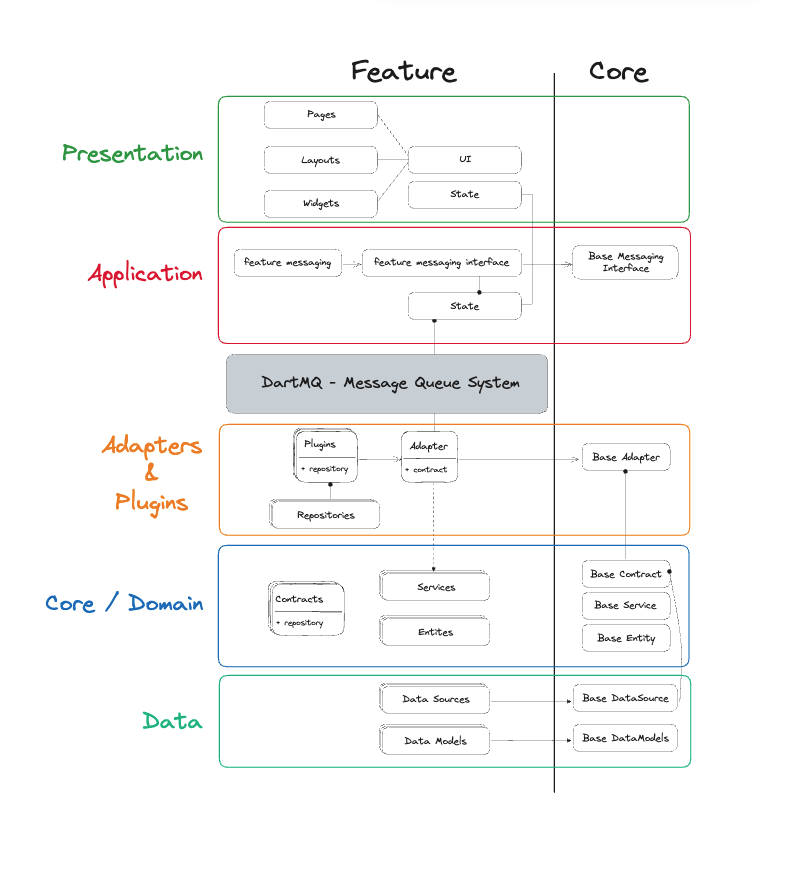 Feature
Core
Presentation
Pages
Layouts
UI
State
Widgets
Application
feature messaging
feature messaging interface
Base Messaging
Interface
State
DartMQ - Message Queue System
Adapters
&
Plugins
Plugins
+ repository
Adapter
+ contract
Base Adapter
Repositories
Core / Domain
Contracts
+ repository
Services
Entites
Base Contract
Base Service
Base Entity
Data
Data Sources
Base DataSource
Data Models
Base DataModels